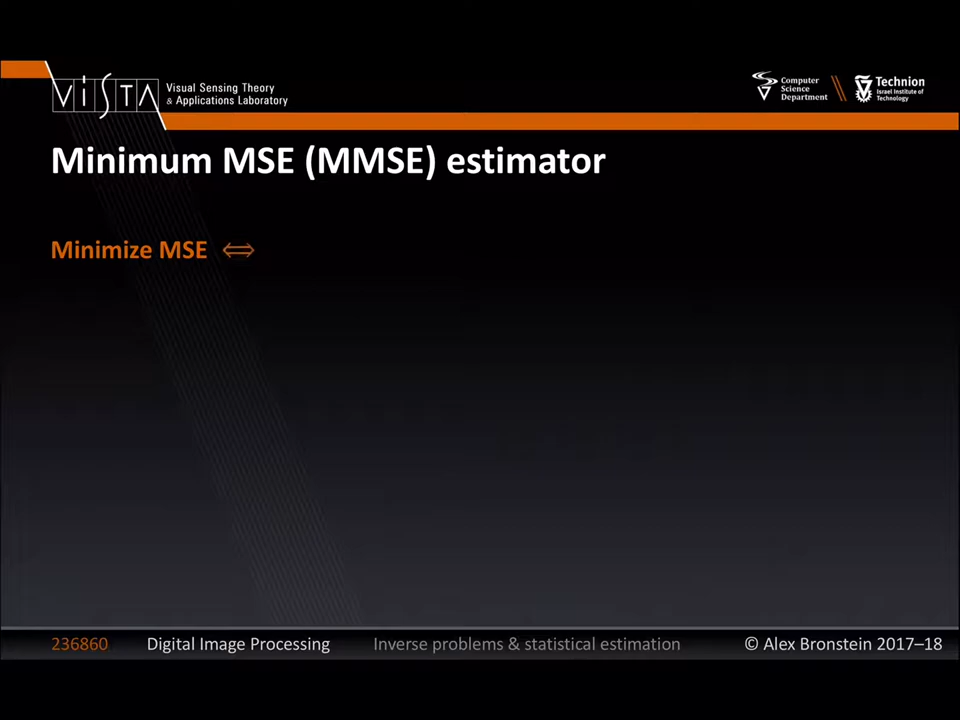 ViSTA
Visual Sensing Theory
& Applications Laboratory
Computer
Science
Department
Technion
Israel Institute of
Technology
Minimum MSE (MMSE) estimator
Minimize MSE ⇔
236860 Digital Image Processing Inverse problems & statistical estimation © Alex Bronstein 2017–18